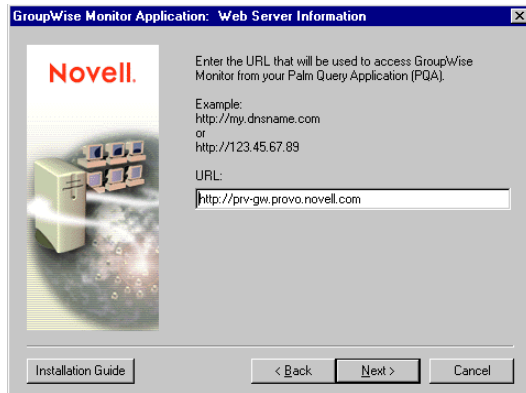 GroupWise Monitor Application: Web Server Information
Novell.
Enter the URL that will be used to access GroupWise
Monitor from your Palm Query Application (PQA).
Example:
http://my.dnsname.com
or
http://123.45.67.89
URL:
http://prv-gw.provo.novell.com
Installation Guide
< Back
Next >
Cancel